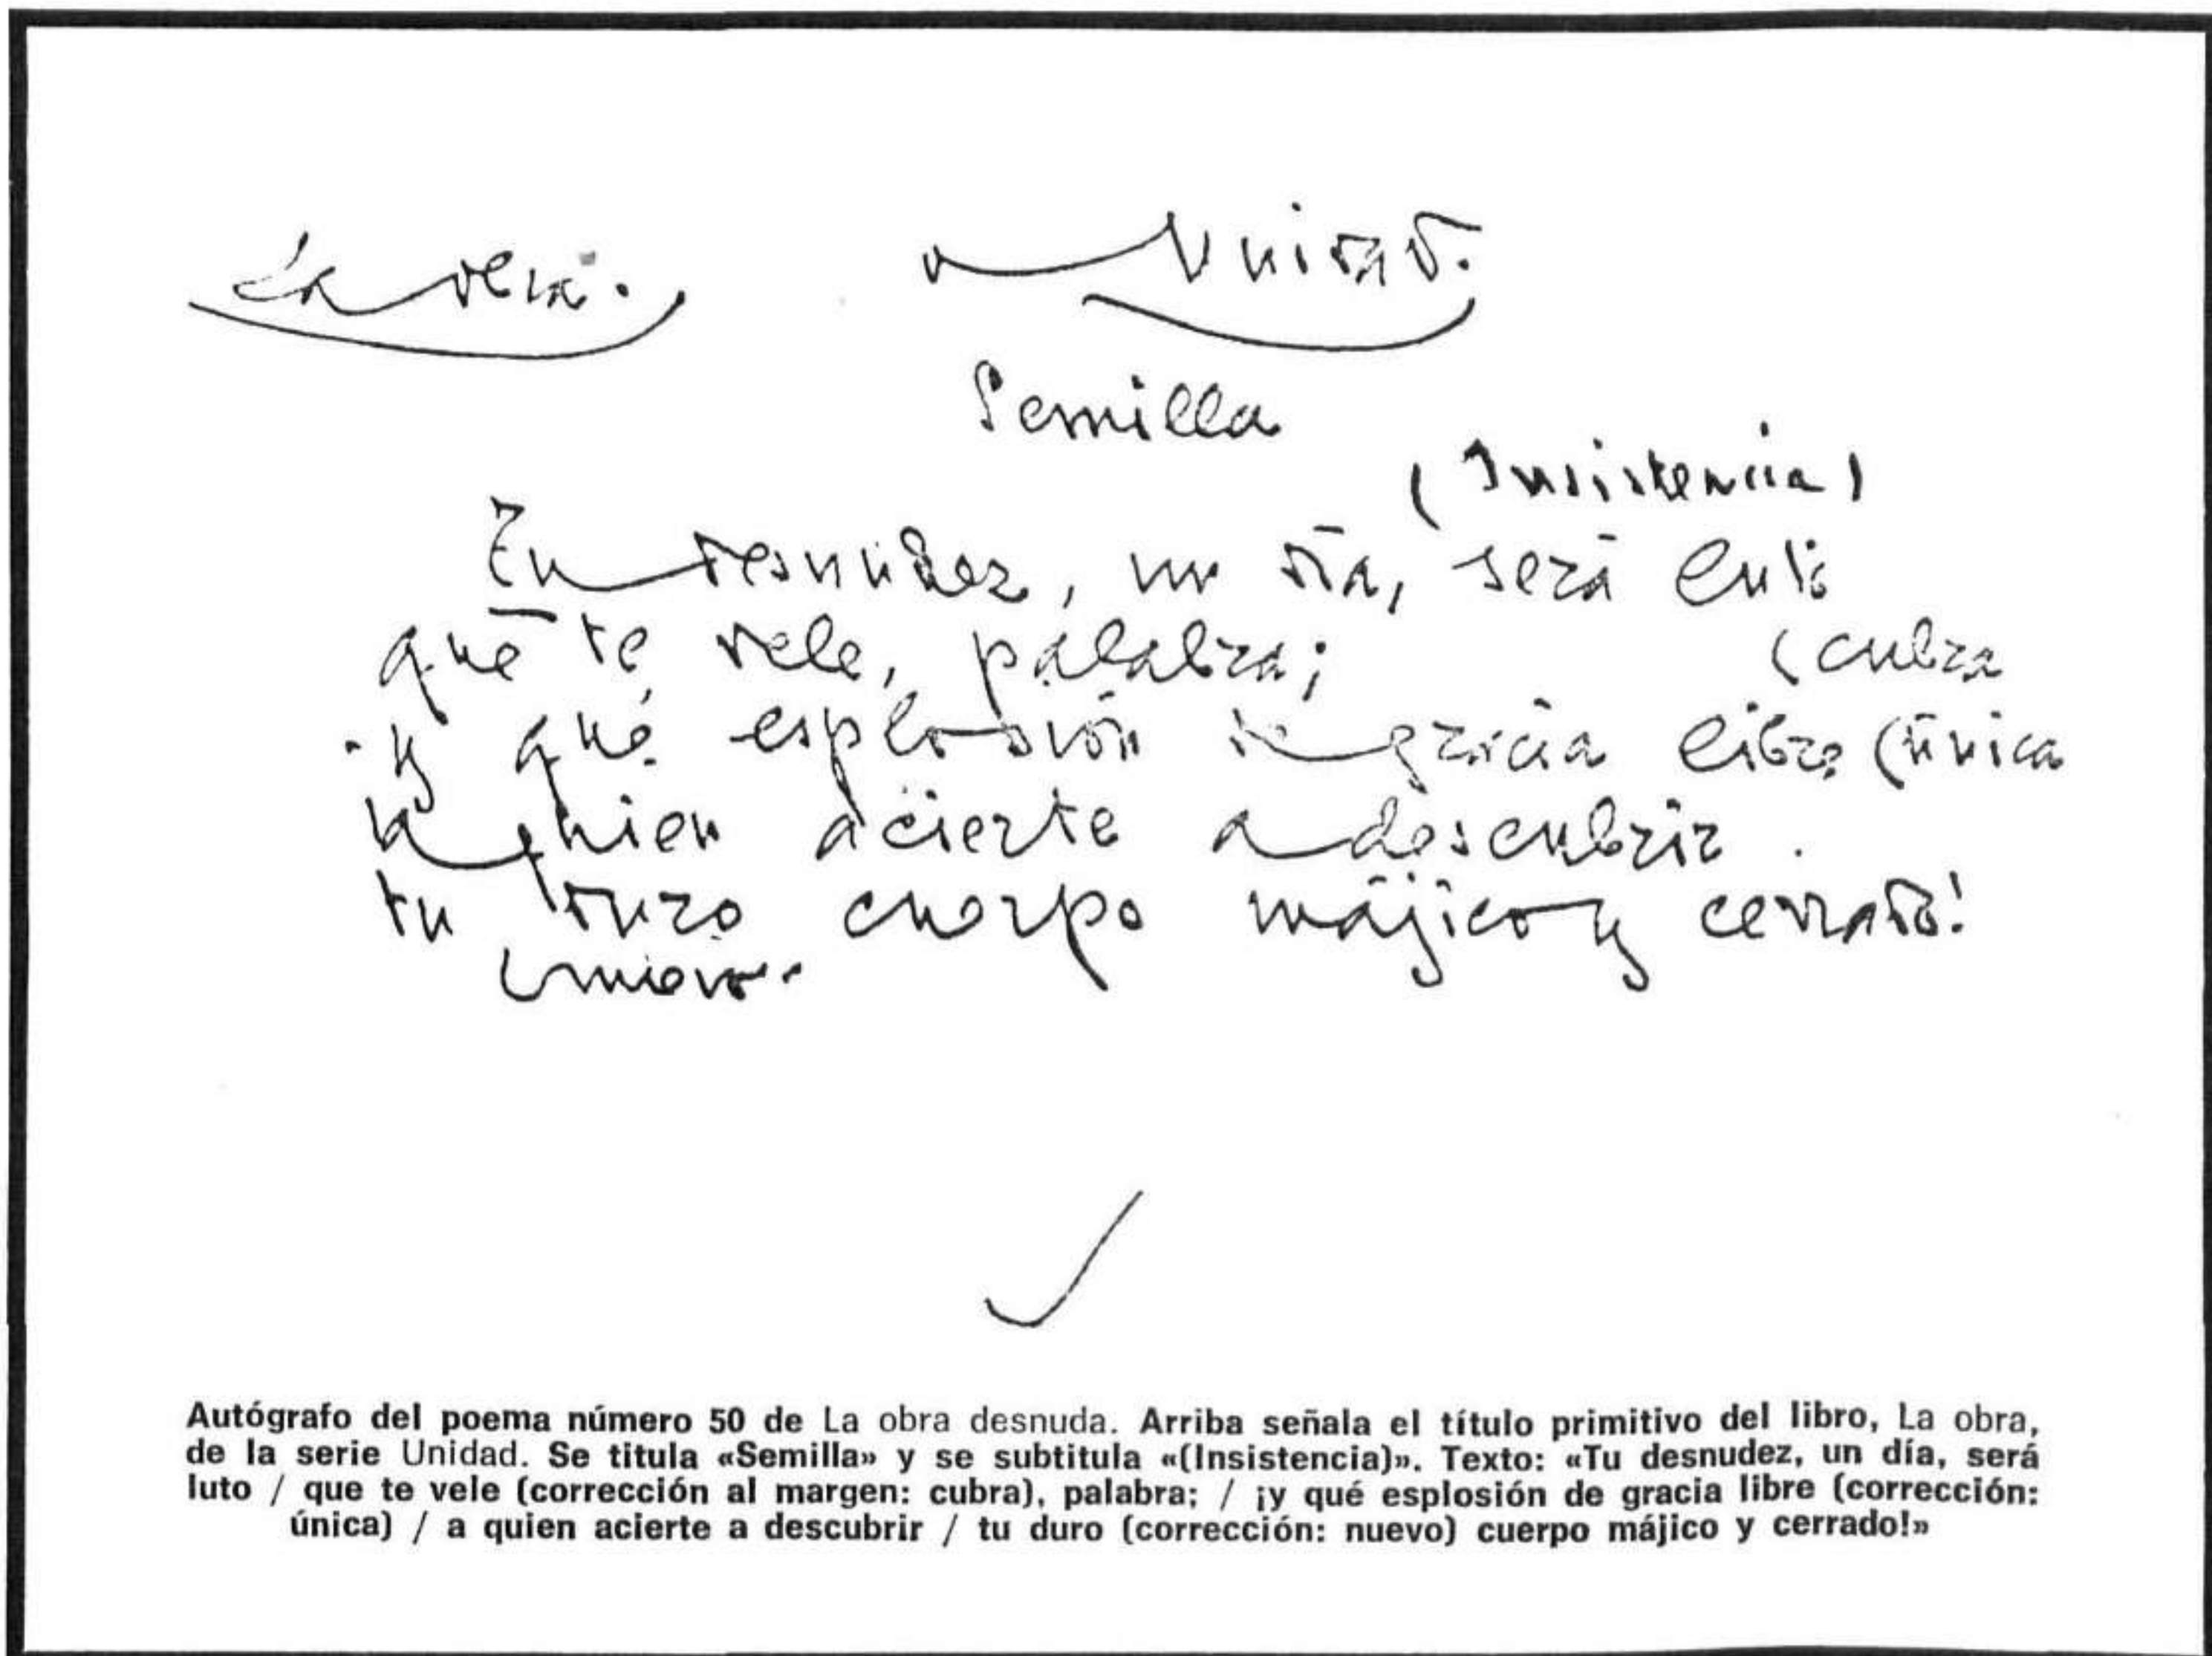 La obra.
Unidad.
Semilla
(Insistencia)
Tu desnudez, un día, será luto
que te vele, palabra; (cubra
¡y qué esplosión de gracia libre (única
a quien acierte a descubrir
tu duro cuerpo májico y cerrado!
(nuevo
Autógrafo del poema número 50 de La obra desnuda. Arriba señala el título primitivo del libro, La obra,
de la serie Unidad. Se titula «Semilla» y se subtitula «(Insistencia)». Texto: «Tu desnudez, un día, será
luto / que te vele (corrección al margen: cubra), palabra; / ¡y qué esplosión de gracia libre (corrección:
única) / a quien acierte a descubrir / tu duro (corrección: nuevo) cuerpo májico y cerrado!»